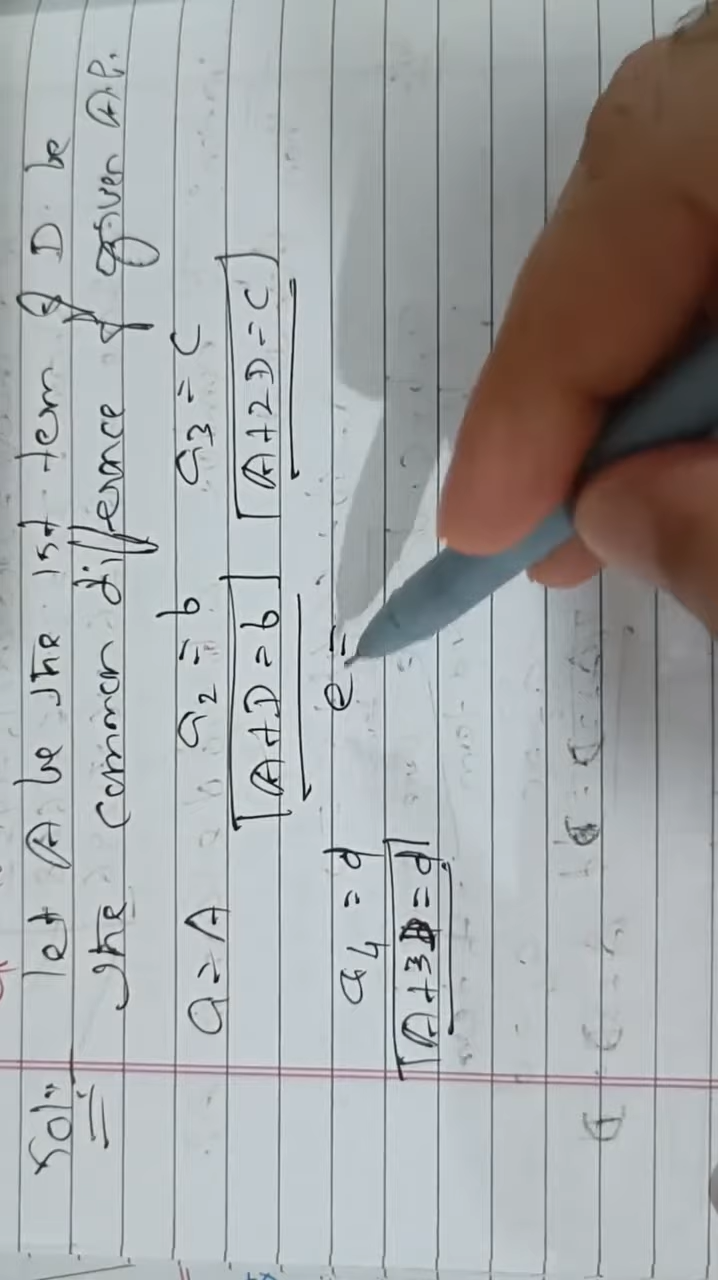 Sol: let A be the 1st term & D. be
the common difference of given A.P.
a = A a₂ = b a₃ = c
A+D = b A+2D = c
a₄ = d e =
A+3D = d